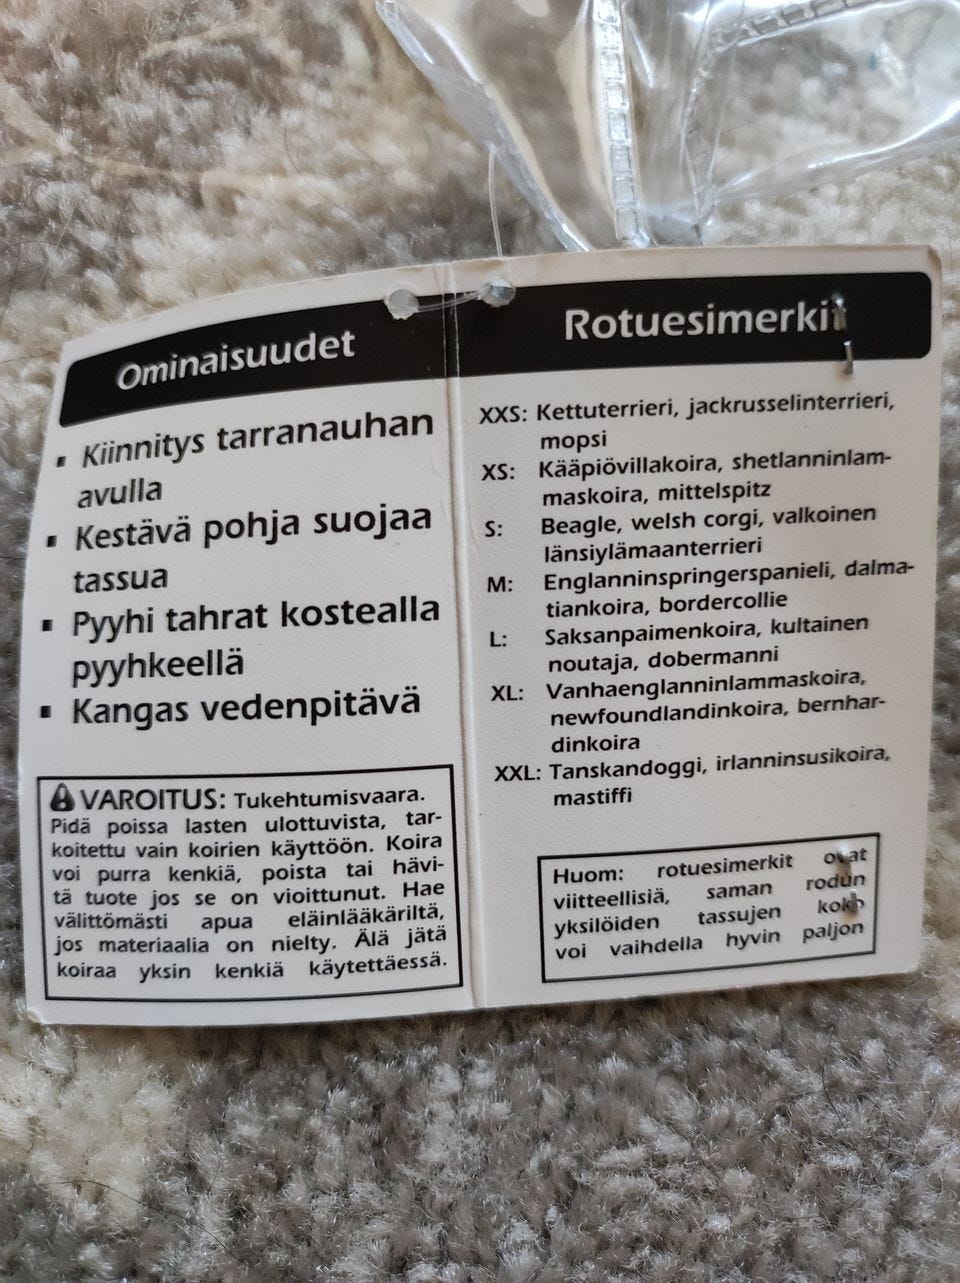 Ominaisuudet
▪ Kiinnitys tarranauhan
avulla
▪ Kestävä pohja suojaa
tassua
▪ Pyyhi tahrat kostealla
pyyhkeellä
▪ Kangas vedenpitävä
VAROITUS: Tukehtumisvaara.
Pidä poissa lasten ulottuvista, tar-
koitettu vain koirien käyttöön. Koira
voi purra kenkiä, poista tai hävi-
tä tuote jos se on vioittunut. Hae
välittömästi apua eläinlääkäriltä,
jos materiaalia on nielty. Älä jätä
koiraa yksin kenkiä käytettäessä.
Rotuesimerkit
XXS: Kettuterrieri, jackrusselinterrieri,
mopsi
XS: Kääpiövillakoira, shetlanninlam-
maskoira, mittelspitz
S: Beagle, welsh corgi, valkoinen
länsiylämaanterrieri
M: Englanninspringerspanieli, dalma-
tiankoira, bordercollie
L: Saksanpaimenkoira, kultainen
noutaja, dobermanni
XL: Vanhaenglanninlammaskoira,
newfoundlandinkoira, bernhar-
dinkoira
XXL: Tanskandoggi, irlanninsusikoira,
mastiffi
Huom: rotuesimerkit ovat
viitteellisiä, saman rodun
yksilöiden tassujen koko
voi vaihdella hyvin paljon